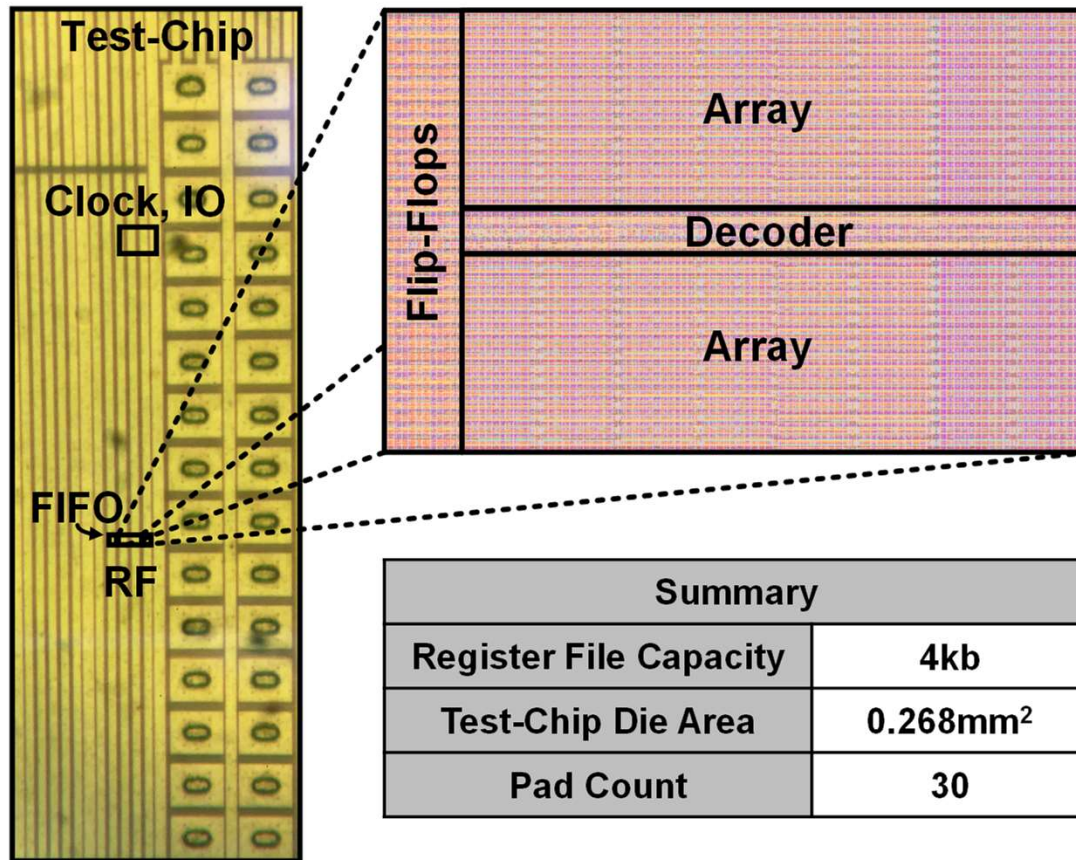 Test-Chip
Clock, IO
FIFO
RF
Flip-Flops
Array
Decoder
Array
Summary
Register File Capacity 4kb
Test-Chip Die Area 0.268mm²
Pad Count 30